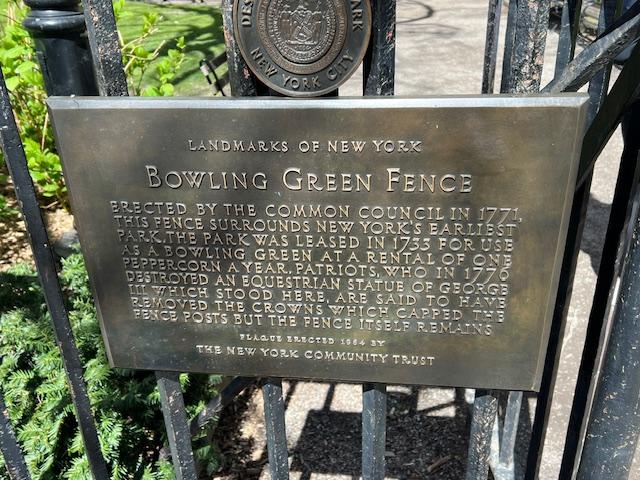 DES PARK
NEW YORK CITY
LANDMARKS OF NEW YORK
BOWLING GREEN FENCE
ERECTED BY THE COMMON COUNCIL IN 1771,
THIS FENCE SURROUNDS NEW YORK'S EARLIEST
PARK. THE PARK WAS LEASED IN 1733 FOR USE
AS A BOWLING GREEN AT A RENTAL OF ONE
PEPPERCORN A YEAR. PATRIOTS, WHO IN 1776
DESTROYED AN EQUESTRIAN STATUE OF GEORGE
III WHICH STOOD HERE, ARE SAID TO HAVE
REMOVED THE CROWNS WHICH CAPPED THE
FENCE POSTS BUT THE FENCE ITSELF REMAINS
PLAQUE ERECTED 1964 BY
THE NEW YORK COMMUNITY TRUST